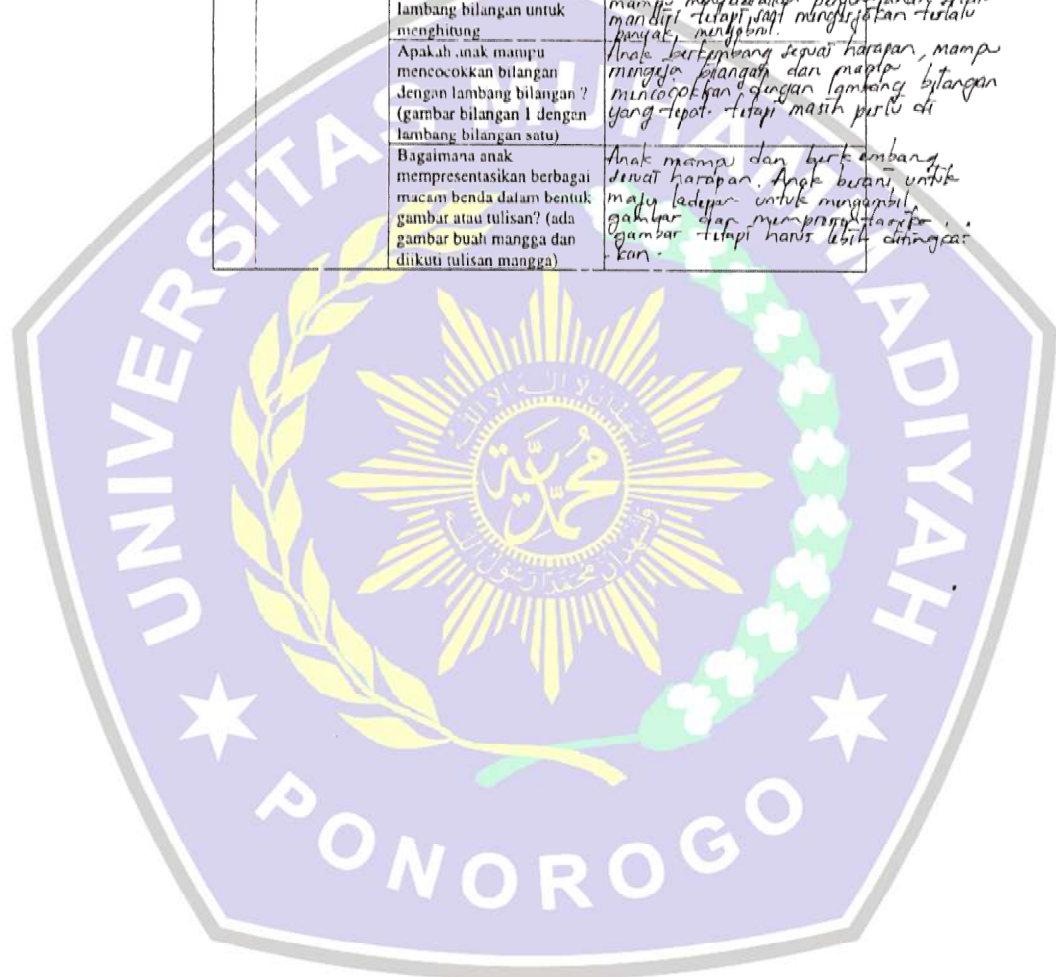 lambang bilangan untuk
menghitung
mandiri tetapi saat mengerjakan terlalu
banyak mengobrol.
Apakah anak mampu
mencocokkan bilangan
dengan lambang bilangan ?
(gambar bilangan 1 dengan
lambang bilangan satu)
Anak berkembang sesuai harapan, mampu
mengeja bilangan dan mampu
mencocokkan dengan lambang bilangan
yang tepat. tetapi masih perlu di
Bagaimana anak
mempresentasikan berbagai
macam benda dalam bentuk
gambar atau tulisan? (ada
gambar buah mangga dan
diikuti tulisan mangga)
Anak mampu dan berkembang
sesuai harapan. Anak berani untuk
maju kedepan untuk mengambil
gambar dan
gambar tetapi harus lebih ditingkat
kan.
UNIVERSITAS MUHAMMADIYAH
محمدية
PONOROGO